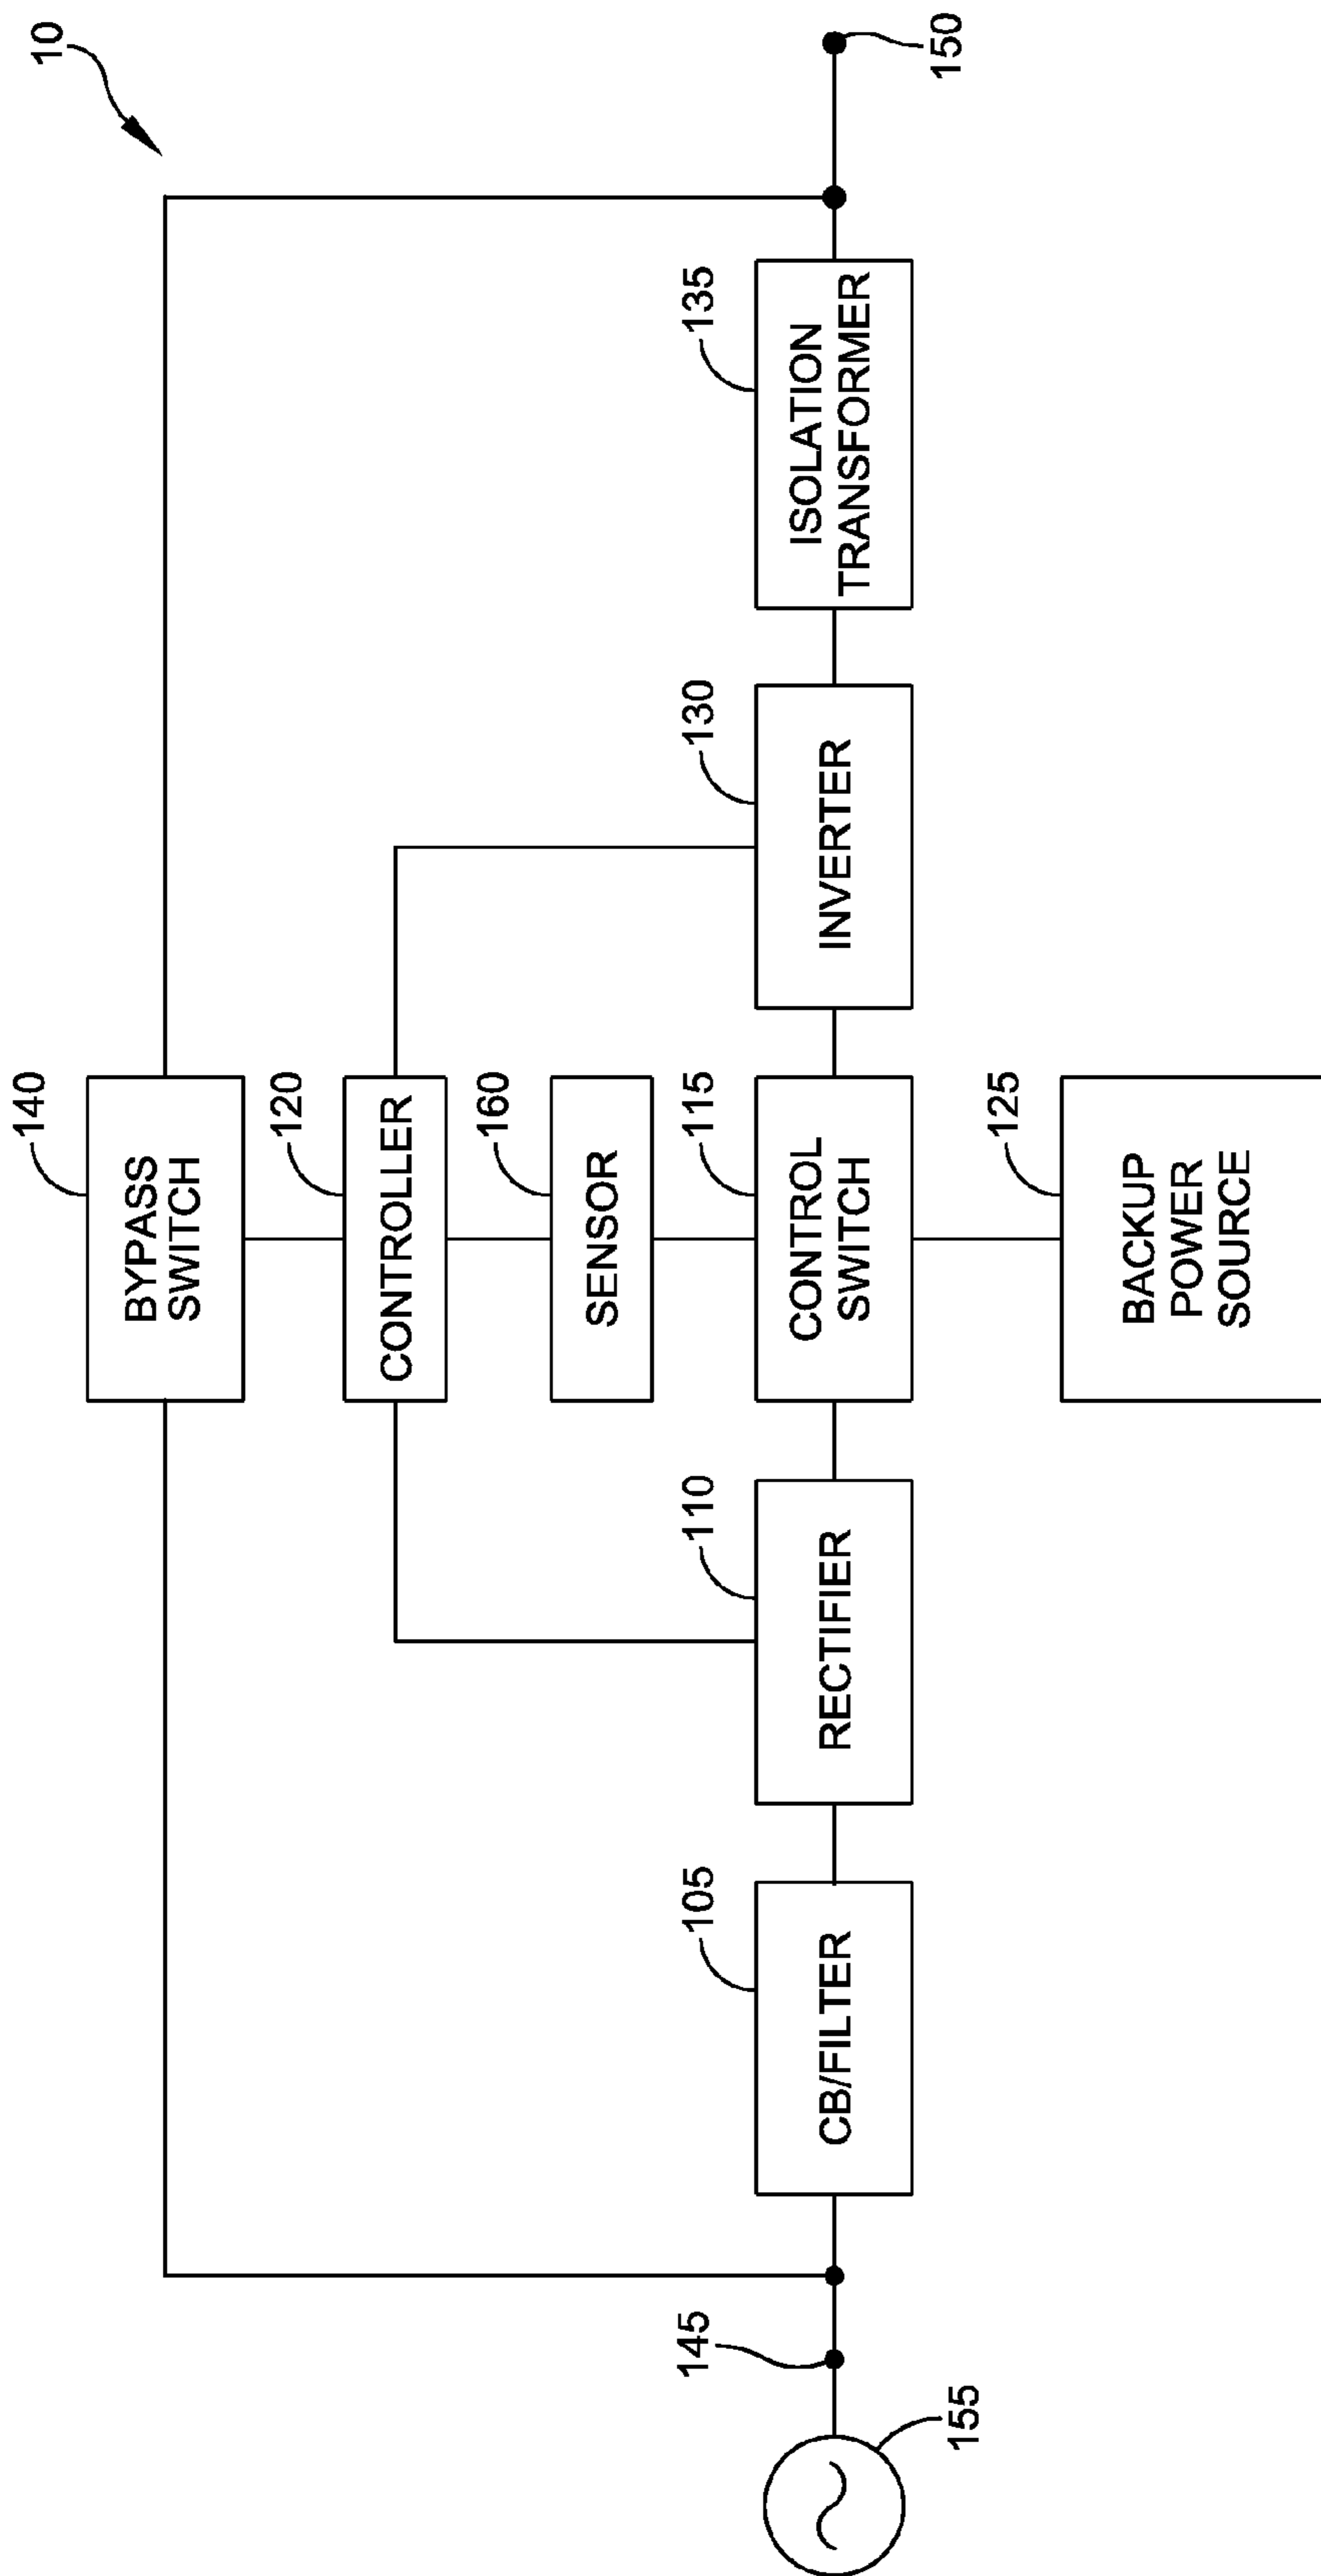 10
140
BYPASS
SWITCH
120
CONTROLLER
160
SENSOR
105
CB/FILTER
110
RECTIFIER
115
CONTROL
SWITCH
130
INVERTER
135
ISOLATION
TRANSFORMER
145
155
150
125
BACKUP
POWER
SOURCE